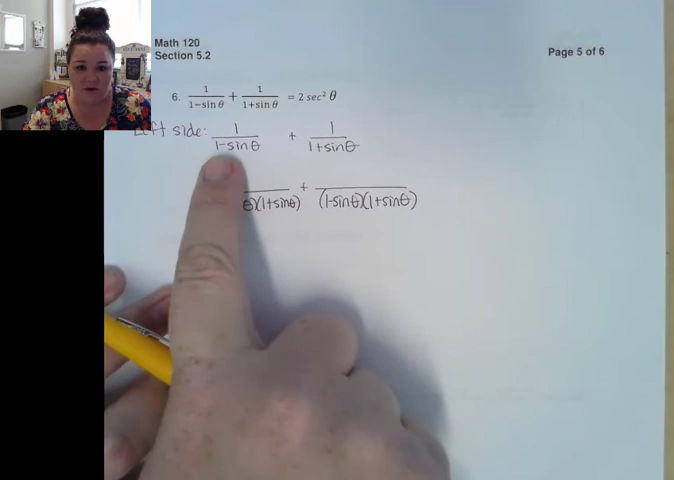 Math 120
Section 5.2
Page 5 of 6
6. 1/(1−sin θ) + 1/(1+sin θ) = 2 sec² θ
Left side: 1/(1-sinθ) + 1/(1+sinθ)
θ)(1+sinθ) + (1-sinθ)(1+sinθ)